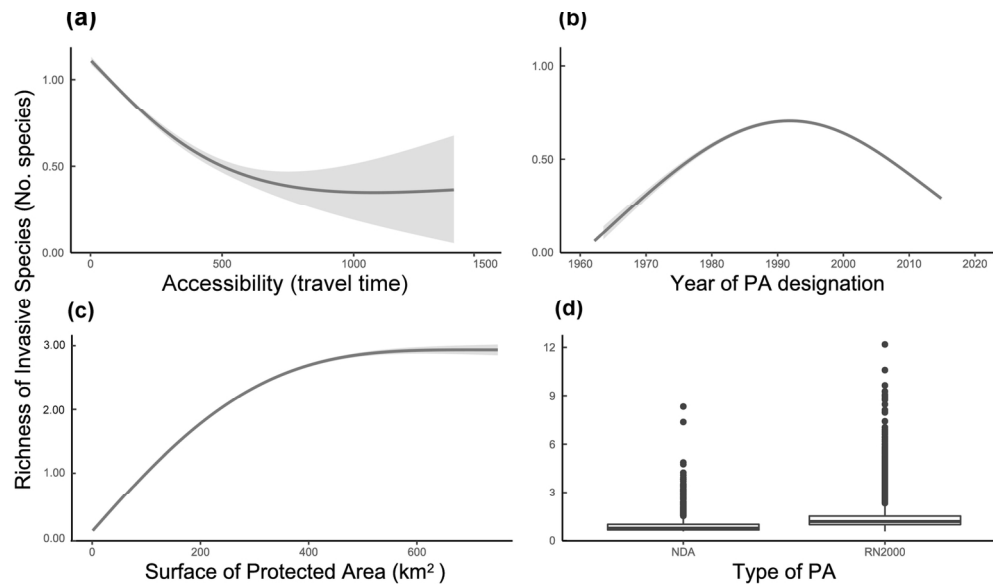 (a)
(b)
Richness of Invasive Species (No. species)
1.00
0.50
0.00
0
500
1000
1500
Accessibility (travel time)
1.00
0.50
0.00
1960
1970
1980
1990
2000
2010
2020
Year of PA designation
(c)
(d)
3.00
2.00
1.00
0.00
0
200
400
600
Surface of Protected Area (km²)
12
9
6
3
0
NDA
RN2000
Type of PA